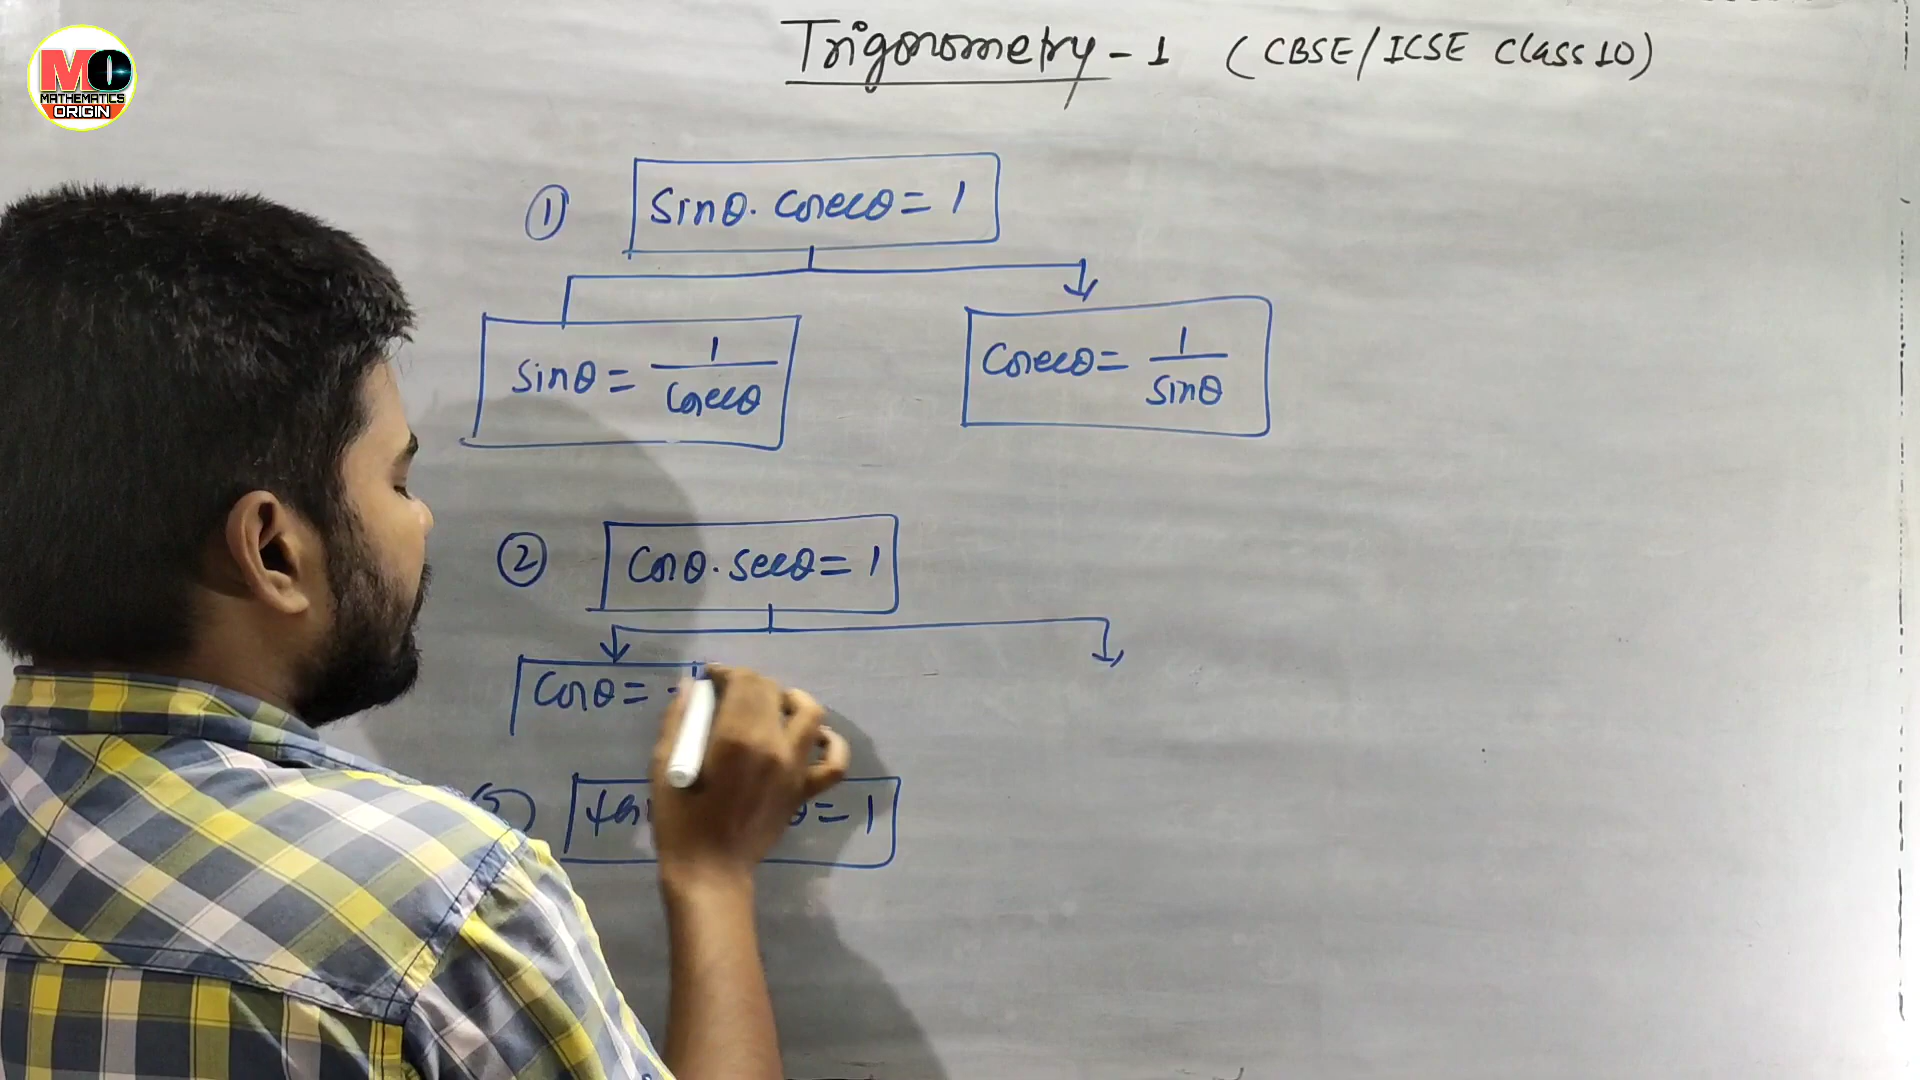 MO
MATHEMATICS
ORIGIN
Trigonometry - 1 (CBSE/ICSE Class 10)
① sinθ. cosecθ = 1
sinθ = 1/cosecθ
cosecθ = 1/sinθ
② cosθ. secθ = 1
cosθ =
θ = 1